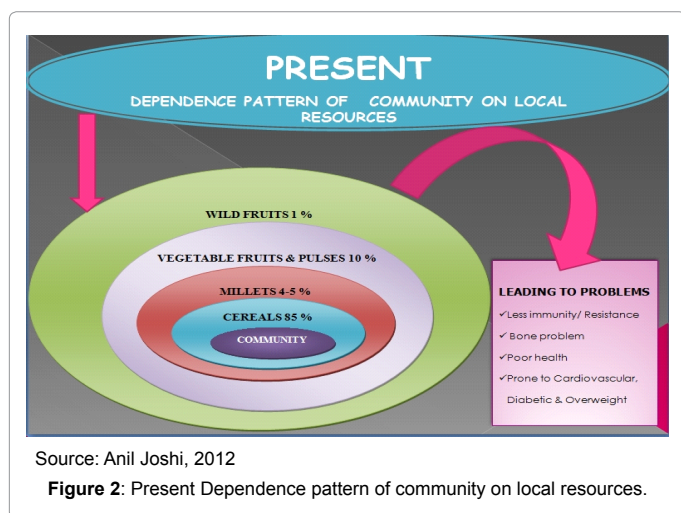 PRESENT
DEPENDENCE PATTERN OF COMMUNITY ON LOCAL
RESOURCES
WILD FRUITS 1 %
VEGETABLE FRUITS & PULSES 10 %
MILLETS 4-5 %
CEREALS 85 %
COMMUNITY
LEADING TO PROBLEMS
✓Less immunity/ Resistance
✓ Bone problem
✓Poor health
✓Prone to Cardiovascular,
Diabetic & Overweight
Source: Anil Joshi, 2012
Figure 2: Present Dependence pattern of community on local resources.